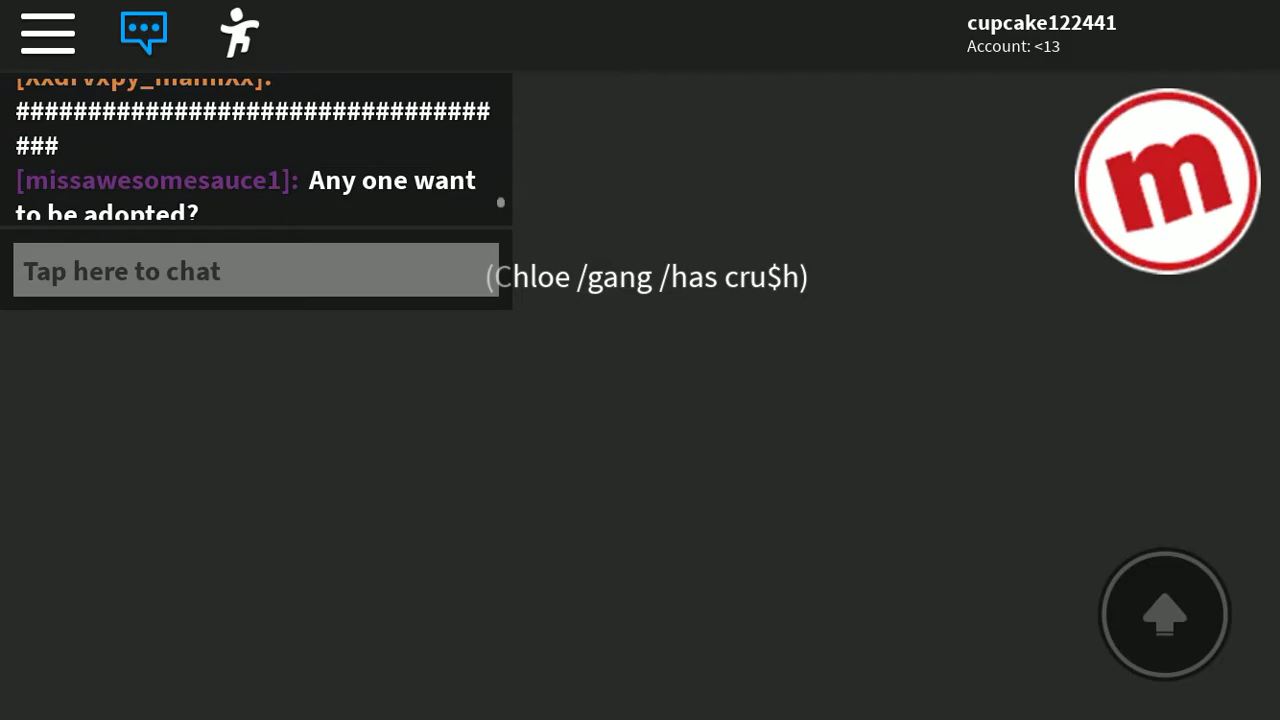 cupcake122441
Account: <13
###################################
###
[missawesomesauce1]: Any one want
to be adopted?
Tap here to chat
(Chloe /gang /has cru$h)
m